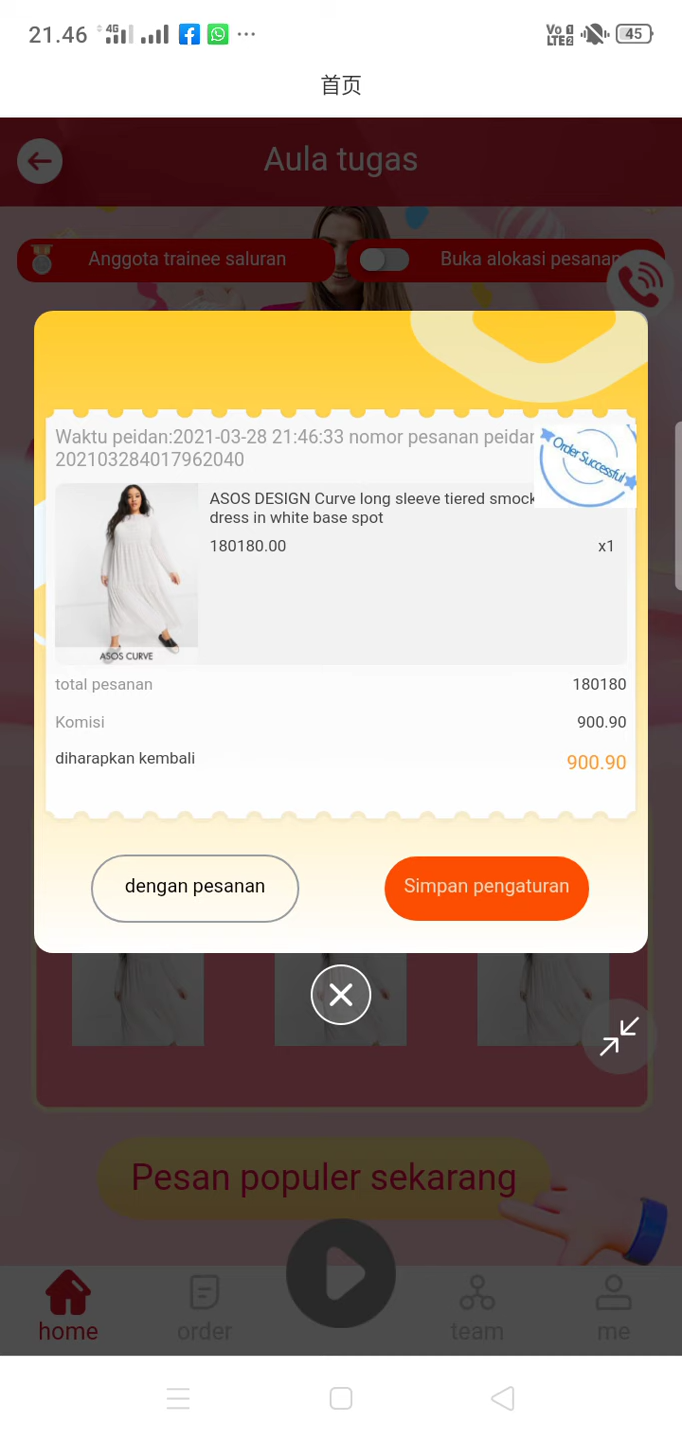 21.46
4G
Vo LTE2
45
首页
Aula tugas
Anggota trainee saluran
Buka alokasi pesanan
Waktu peidan:2021-03-28 21:46:33 nomor pesanan peidan
202103284017962040
Order Successful
ASOS DESIGN Curve long sleeve tiered smock
dress in white base spot
180180.00
x1
ASOS CURVE
total pesanan
180180
Komisi
900.90
diharapkan kembali
900.90
dengan pesanan
Simpan pengaturan
Pesan populer sekarang
home
order
team
me